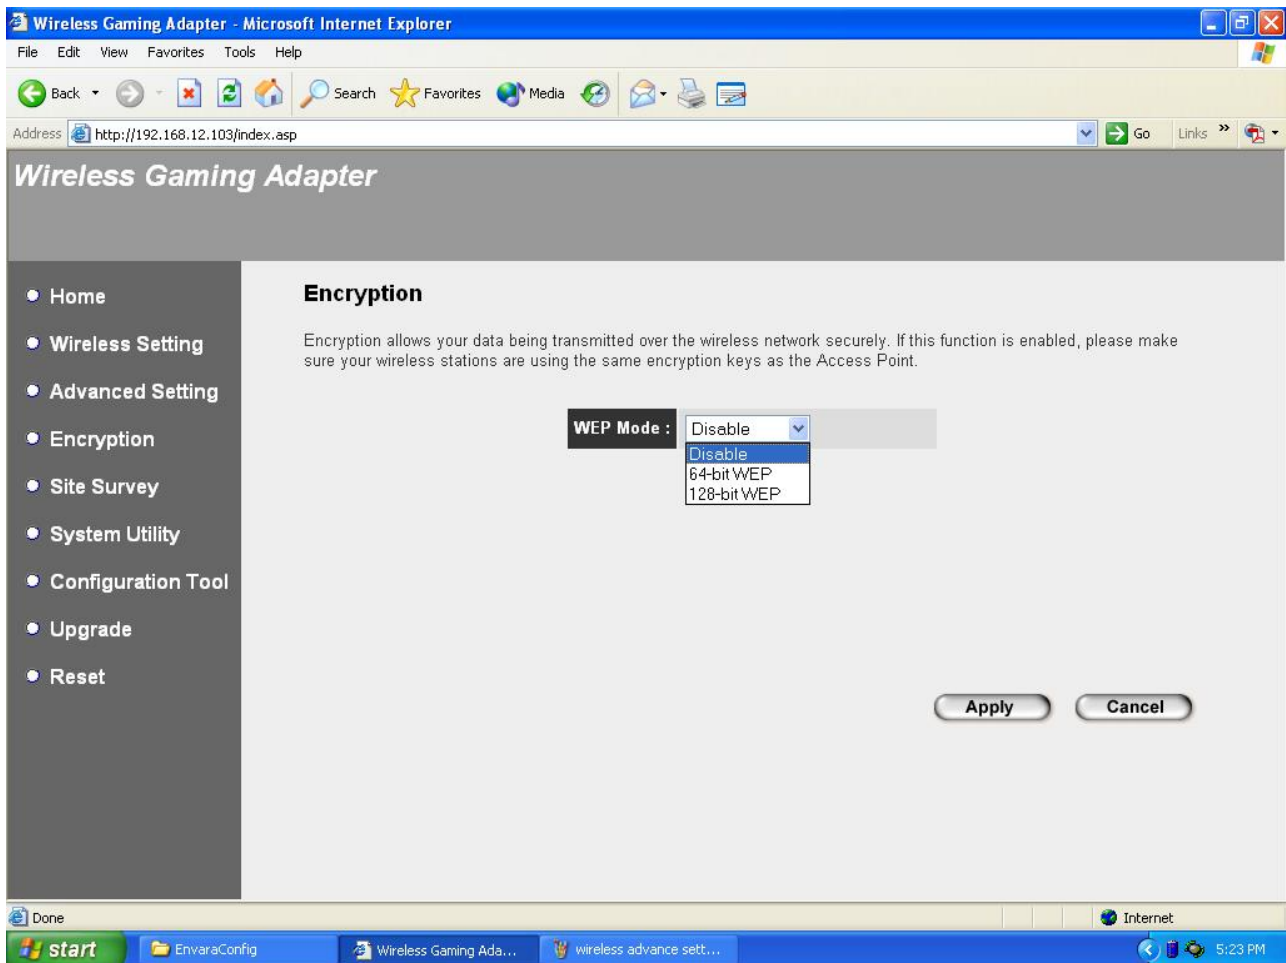 Wireless Gaming Adapter - Microsoft Internet Explorer
File Edit View Favorites Tools Help
Back Search Favorites Media
Address http://192.168.12.103/index.asp Go Links »
Wireless Gaming Adapter
Home
Wireless Setting
Advanced Setting
Encryption
Site Survey
System Utility
Configuration Tool
Upgrade
Reset
Encryption
Encryption allows your data being transmitted over the wireless network securely. If this function is enabled, please make
sure your wireless stations are using the same encryption keys as the Access Point.
WEP Mode : Disable
Disable
64-bit WEP
128-bit WEP
Apply Cancel
Done Internet
start EnvaraConfig Wireless Gaming Ada... wireless advance sett... 5:23 PM